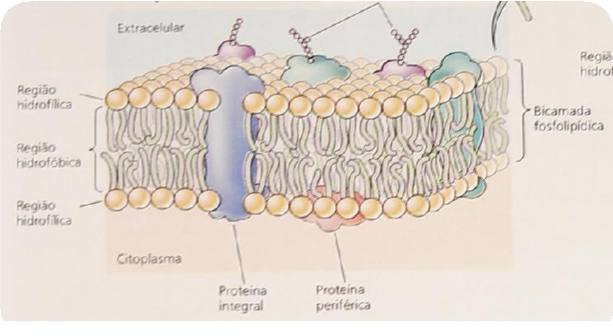 Extracelular
Região
hidrofílica
Região
hidrofóbica
Região
hidrofílica
Bicamada
fosfolipídica
Citoplasma
Proteína
integral
Proteína
periférica